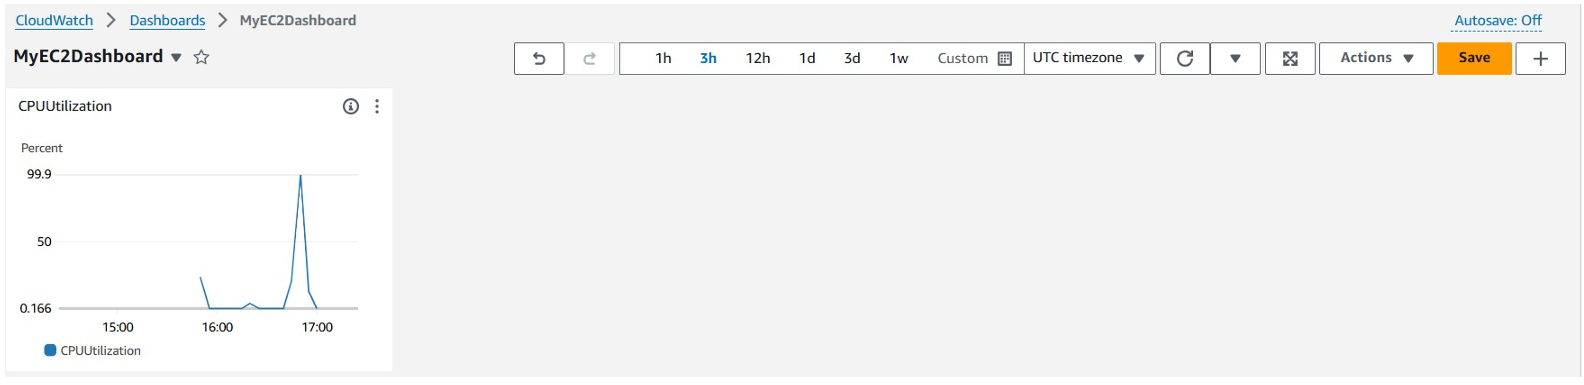 CloudWatch > Dashboards > MyEC2Dashboard
Autosave: Off
MyEC2Dashboard
1h 3h 12h 1d 3d 1w Custom UTC timezone Actions Save
CPUUtilization
Percent
99.9
50
0.166
15:00 16:00 17:00
CPUUtilization